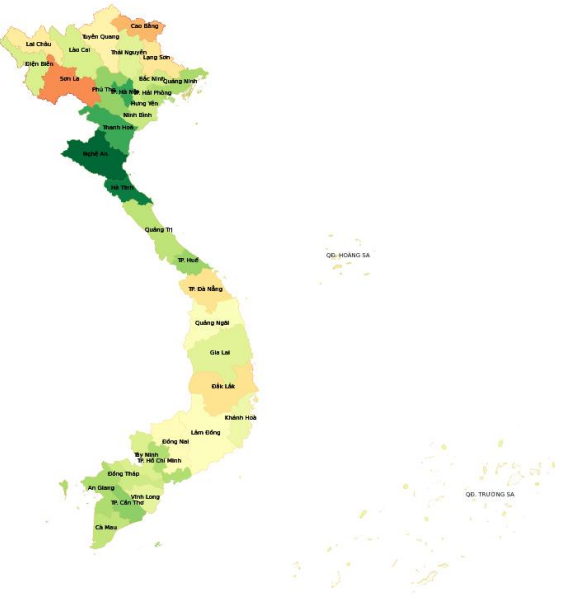 Cao Bằng
Tuyên Quang
Lai Châu
Lào Cai
Thái Nguyên
Lạng Sơn
Điện Biên
Sơn La
Bắc Ninh
Quảng Ninh
Phú Thọ
TP. Hà Nội
TP. Hải Phòng
Hưng Yên
Ninh Bình
Thanh Hoá
Nghệ An
Hà Tĩnh
Quảng Trị
TP. Huế
QĐ. HOÀNG SA
TP. Đà Nẵng
Quảng Ngãi
Gia Lai
Đắk Lắk
Khánh Hoà
Lâm Đồng
Đồng Nai
Tây Ninh
TP. Hồ Chí Minh
Đồng Tháp
An Giang
Vĩnh Long
QĐ. TRƯỜNG SA
TP. Cần Thơ
Cà Mau